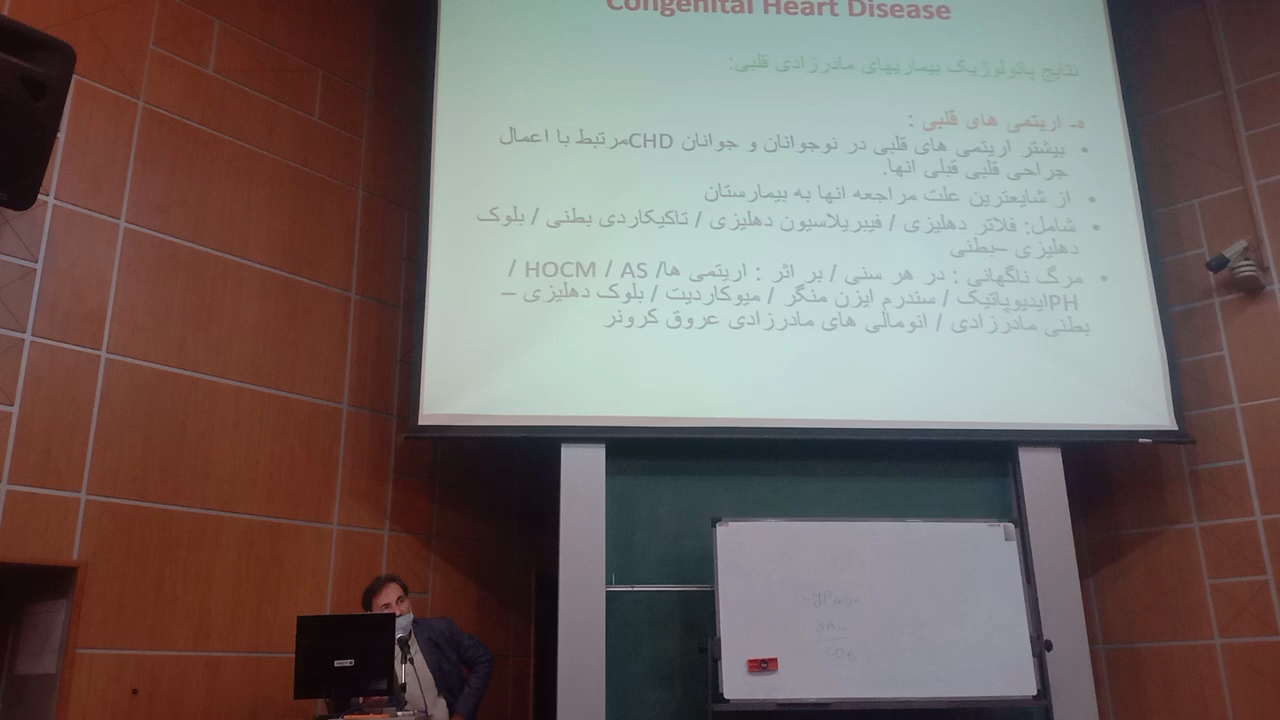 Congenital Heart Disease
نتایج پاتولوژیک بیماریهای مادرزادی قلبی:
ه- اریتمی های قلبی :
• بیشتر اریتمی های قلبی در نوجوانان و جوانان CHDمرتبط با اعمال
جراحی قلبی قبلی انها.
• از شایعترین علت مراجعه انها به بیمارستان
• شامل: فلاتر دهلیزی / فیبریلاسیون دهلیزی / تاکیکاردی بطنی / بلوک
دهلیزی –بطنی
• مرگ ناگهانی : در هر سنی / بر اثر : اریتمی ها/ HOCM / AS /
PHایدیوپاتیک / سندرم ایزن منگر / میوکاردیت / بلوک دهلیزی –
بطنی مادرزادی / انومالی های مادرزادی عروق کرونر